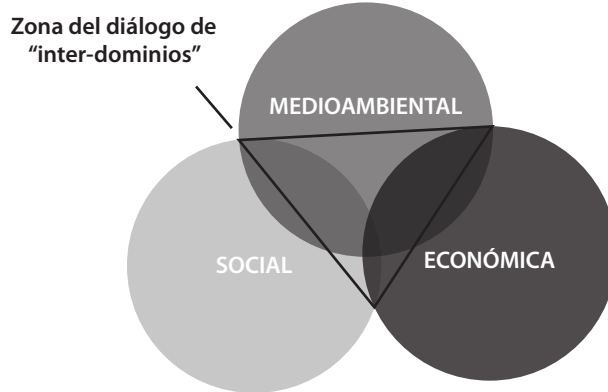 Zona del diálogo de
“inter-dominios”
MEDIOAMBIENTAL
SOCIAL
ECONÓMICA